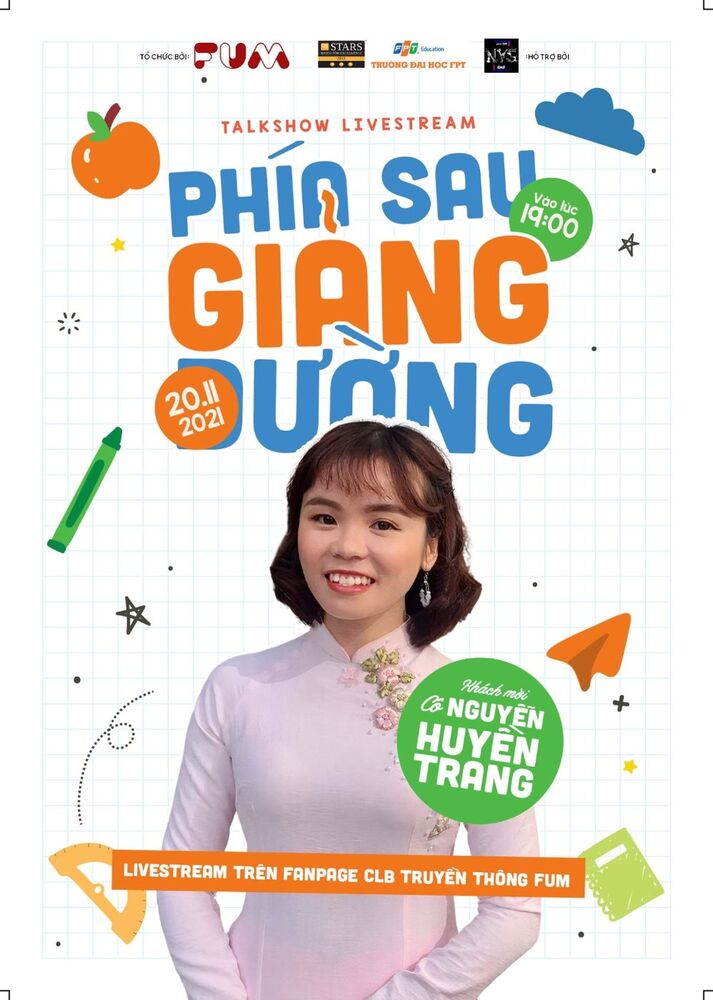 TỔ CHỨC BỞI:
FUM
STARS
FPT Education
TRƯỜNG ĐẠI HỌC FPT
NYS
HỖ TRỢ BỞI
TALKSHOW LIVESTREAM
PHÍA SAU
Vào lúc
19:00
GIẢNG
ĐƯỜNG
20.11
2021
Khách mời
Cô NGUYỄN
HUYỀN
TRANG
LIVESTREAM TRÊN FANPAGE CLB TRUYỀN THÔNG FUM